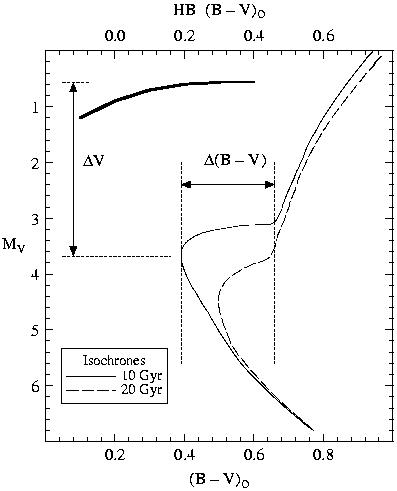 HB (B – V)₀
0.0 0.2 0.4 0.6
1
ΔV
Δ(B – V)
2
3
M_V
4
5
Isochrones
10 Gyr
20 Gyr
6
0.2 0.4 0.6 0.8
(B – V)₀